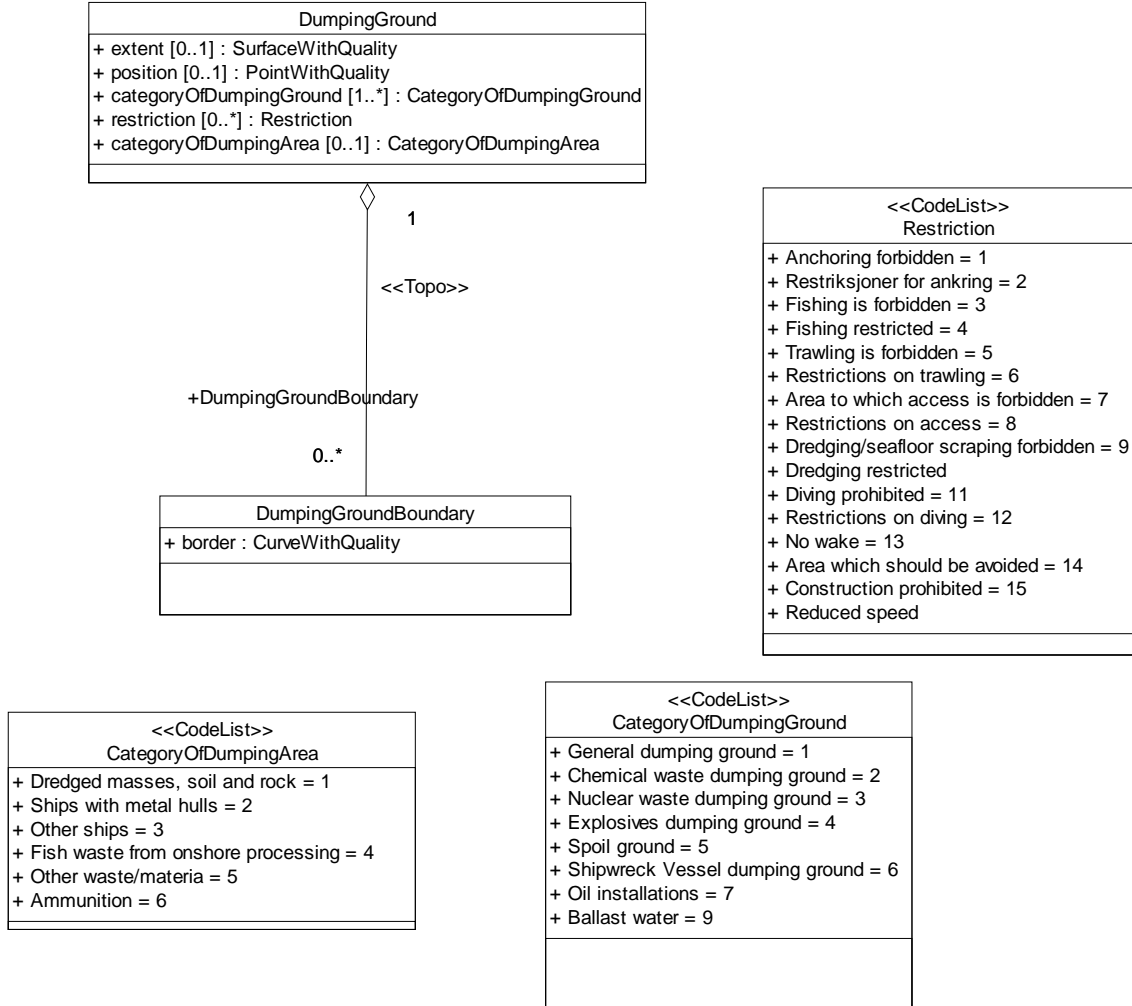 DumpingGround
+ extent [0..1] : SurfaceWithQuality
+ position [0..1] : PointWithQuality
+ categoryOfDumpingGround [1..*] : CategoryOfDumpingGround
+ restriction [0..*] : Restriction
+ categoryOfDumpingArea [0..1] : CategoryOfDumpingArea
1
<<Topo>>
+DumpingGroundBoundary
0..*
DumpingGroundBoundary
+ border : CurveWithQuality
<<CodeList>>
Restriction
+ Anchoring forbidden = 1
+ Restriksjoner for ankring = 2
+ Fishing is forbidden = 3
+ Fishing restricted = 4
+ Trawling is forbidden = 5
+ Restrictions on trawling = 6
+ Area to which access is forbidden = 7
+ Restrictions on access = 8
+ Dredging/seafloor scraping forbidden = 9
+ Dredging restricted
+ Diving prohibited = 11
+ Restrictions on diving = 12
+ No wake = 13
+ Area which should be avoided = 14
+ Construction prohibited = 15
+ Reduced speed
<<CodeList>>
CategoryOfDumpingArea
+ Dredged masses, soil and rock = 1
+ Ships with metal hulls = 2
+ Other ships = 3
+ Fish waste from onshore processing = 4
+ Other waste/materia = 5
+ Ammunition = 6
<<CodeList>>
CategoryOfDumpingGround
+ General dumping ground = 1
+ Chemical waste dumping ground = 2
+ Nuclear waste dumping ground = 3
+ Explosives dumping ground = 4
+ Spoil ground = 5
+ Shipwreck Vessel dumping ground = 6
+ Oil installations = 7
+ Ballast water = 9